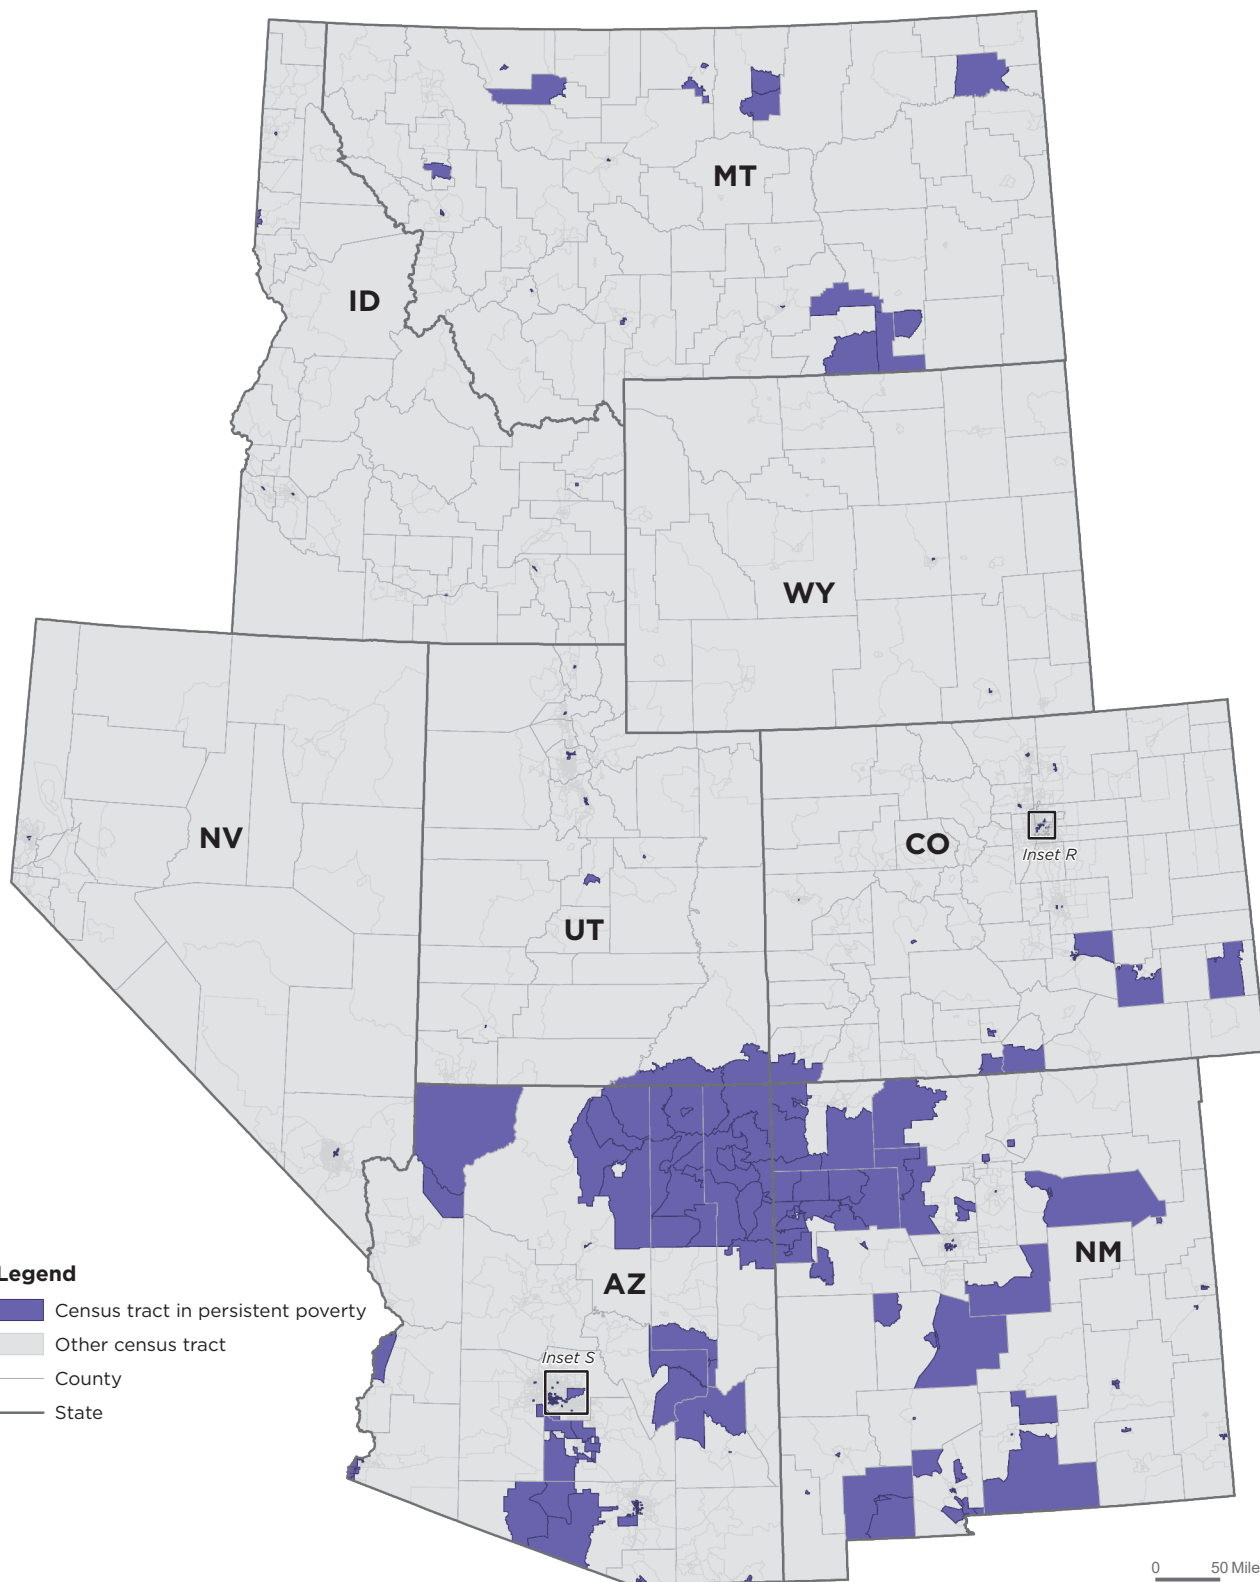 MT
ID
WY
NV
CO
Inset R
UT
NM
AZ
Legend
Census tract in persistent poverty
Other census tract
County
State
Inset S
0 50 Mile